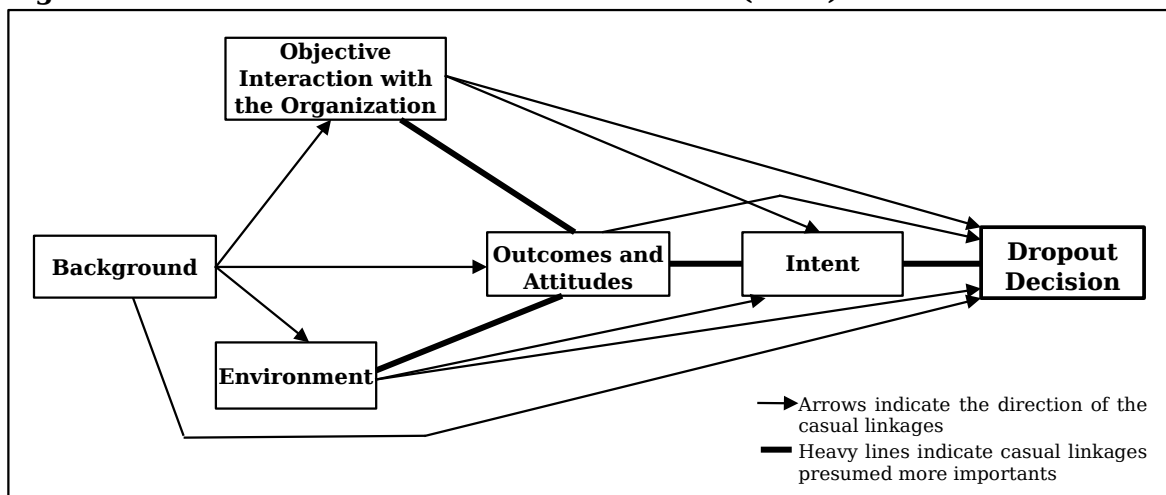 Objective
Interaction with
the Organization
Background
Outcomes and
Attitudes
Intent
Dropout
Decision
Environment
Arrows indicate the direction of the
casual linkages
Heavy lines indicate casual linkages
presumed more importants